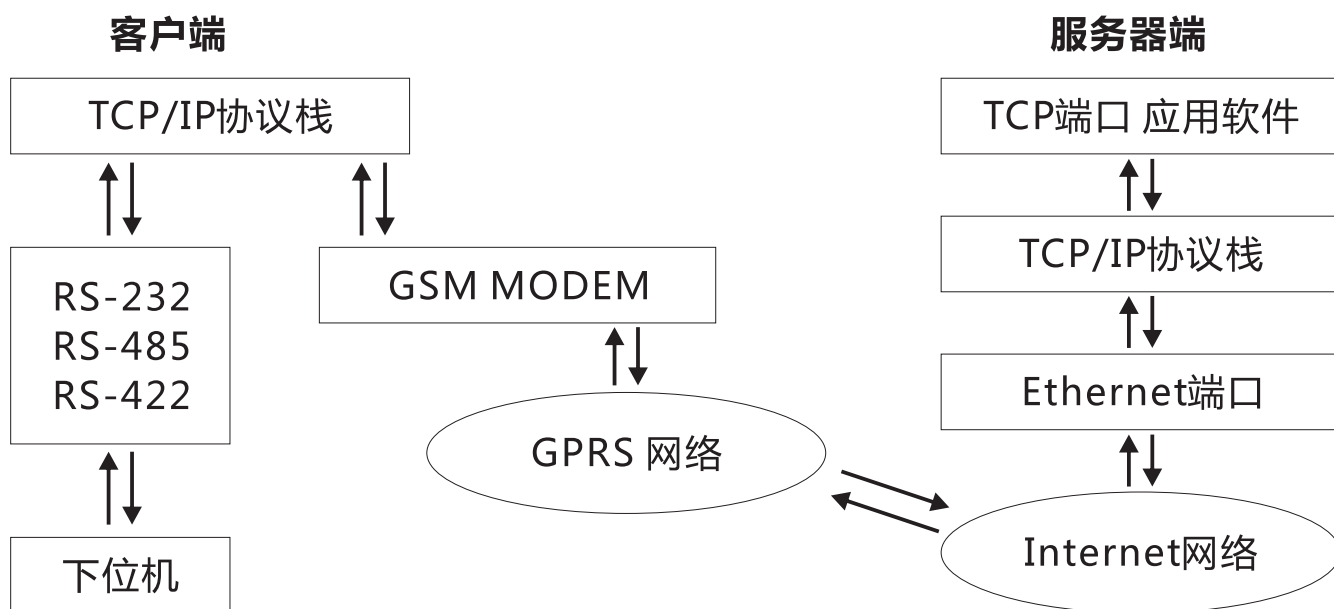 客户端
TCP/IP协议栈
RS-232
RS-485
RS-422
下位机
GSM MODEM
GPRS 网络
服务器端
TCP端口 应用软件
TCP/IP协议栈
Ethernet端口
Internet网络